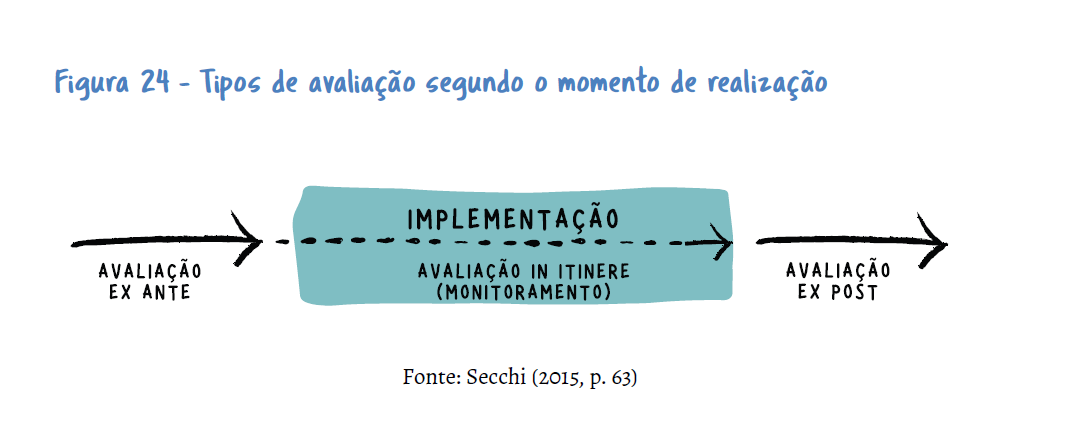 Figura 24 - Tipos de avaliação segundo o momento de realização
IMPLEMENTAÇÃO
AVALIAÇÃO
EX ANTE
AVALIAÇÃO IN ITINERE
(MONITORAMENTO)
AVALIAÇÃO
EX POST
Fonte: Secchi (2015, p. 63)